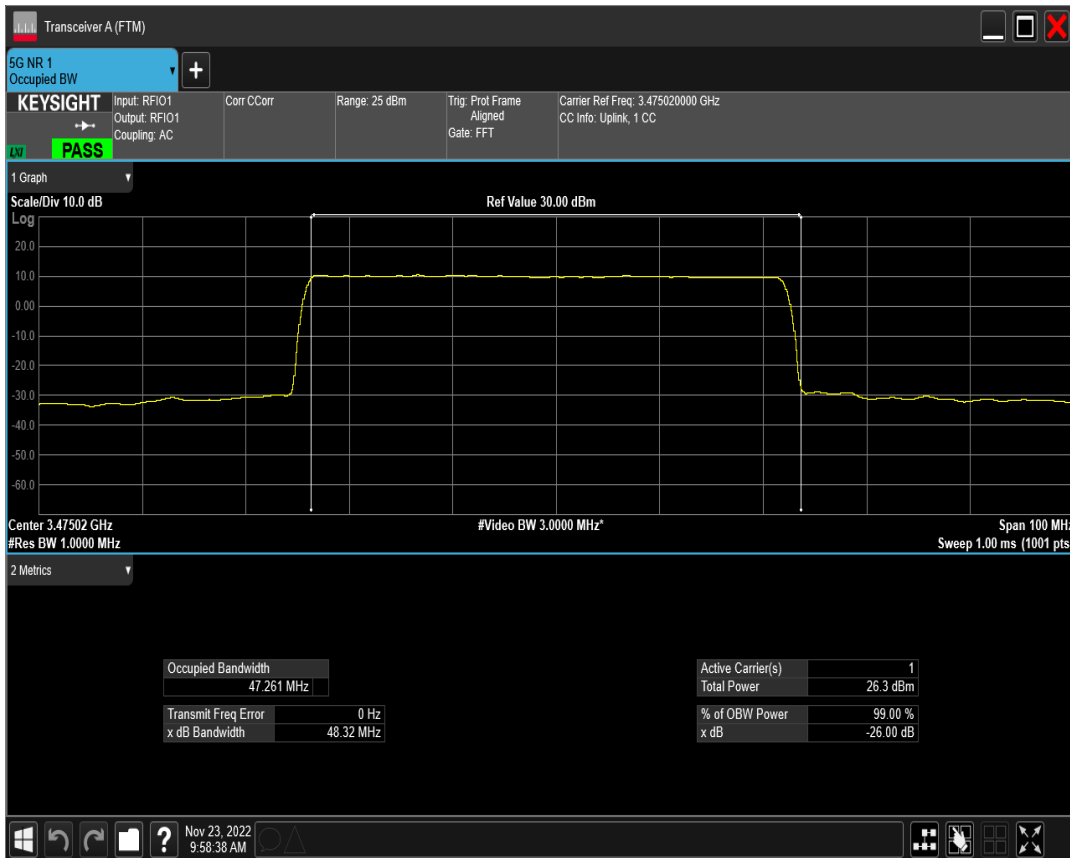 Transceiver A (FTM)
5G NR 1
Occupied BW
+
KEYSIGHT
LXI
PASS
Input: RFIO1
Output: RFIO1
Coupling: AC
Corr CCorr
Range: 25 dBm
Trig: Prot Frame
Aligned
Gate: FFT
Carrier Ref Freq: 3.475020000 GHz
CC Info: Uplink, 1 CC
1 Graph
Scale/Div 10.0 dB
Ref Value 30.00 dBm
Log
20.0
10.0
0.00
-10.0
-20.0
-30.0
-40.0
-50.0
-60.0
Center 3.47502 GHz
#Video BW 3.0000 MHz*
Span 100 MHz
#Res BW 1.0000 MHz
Sweep 1.00 ms (1001 pts
2 Metrics
Occupied Bandwidth
47.261 MHz
Transmit Freq Error 0 Hz
x dB Bandwidth 48.32 MHz
Active Carrier(s) 1
Total Power 26.3 dBm
% of OBW Power 99.00 %
x dB -26.00 dB
?
Nov 23, 2022
9:58:38 AM